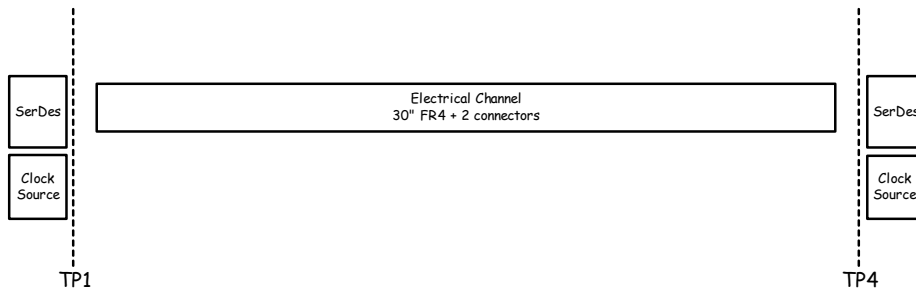 SerDes
Electrical Channel
30" FR4 + 2 connectors
SerDes
Clock
Source
Clock
Source
TP1
TP4